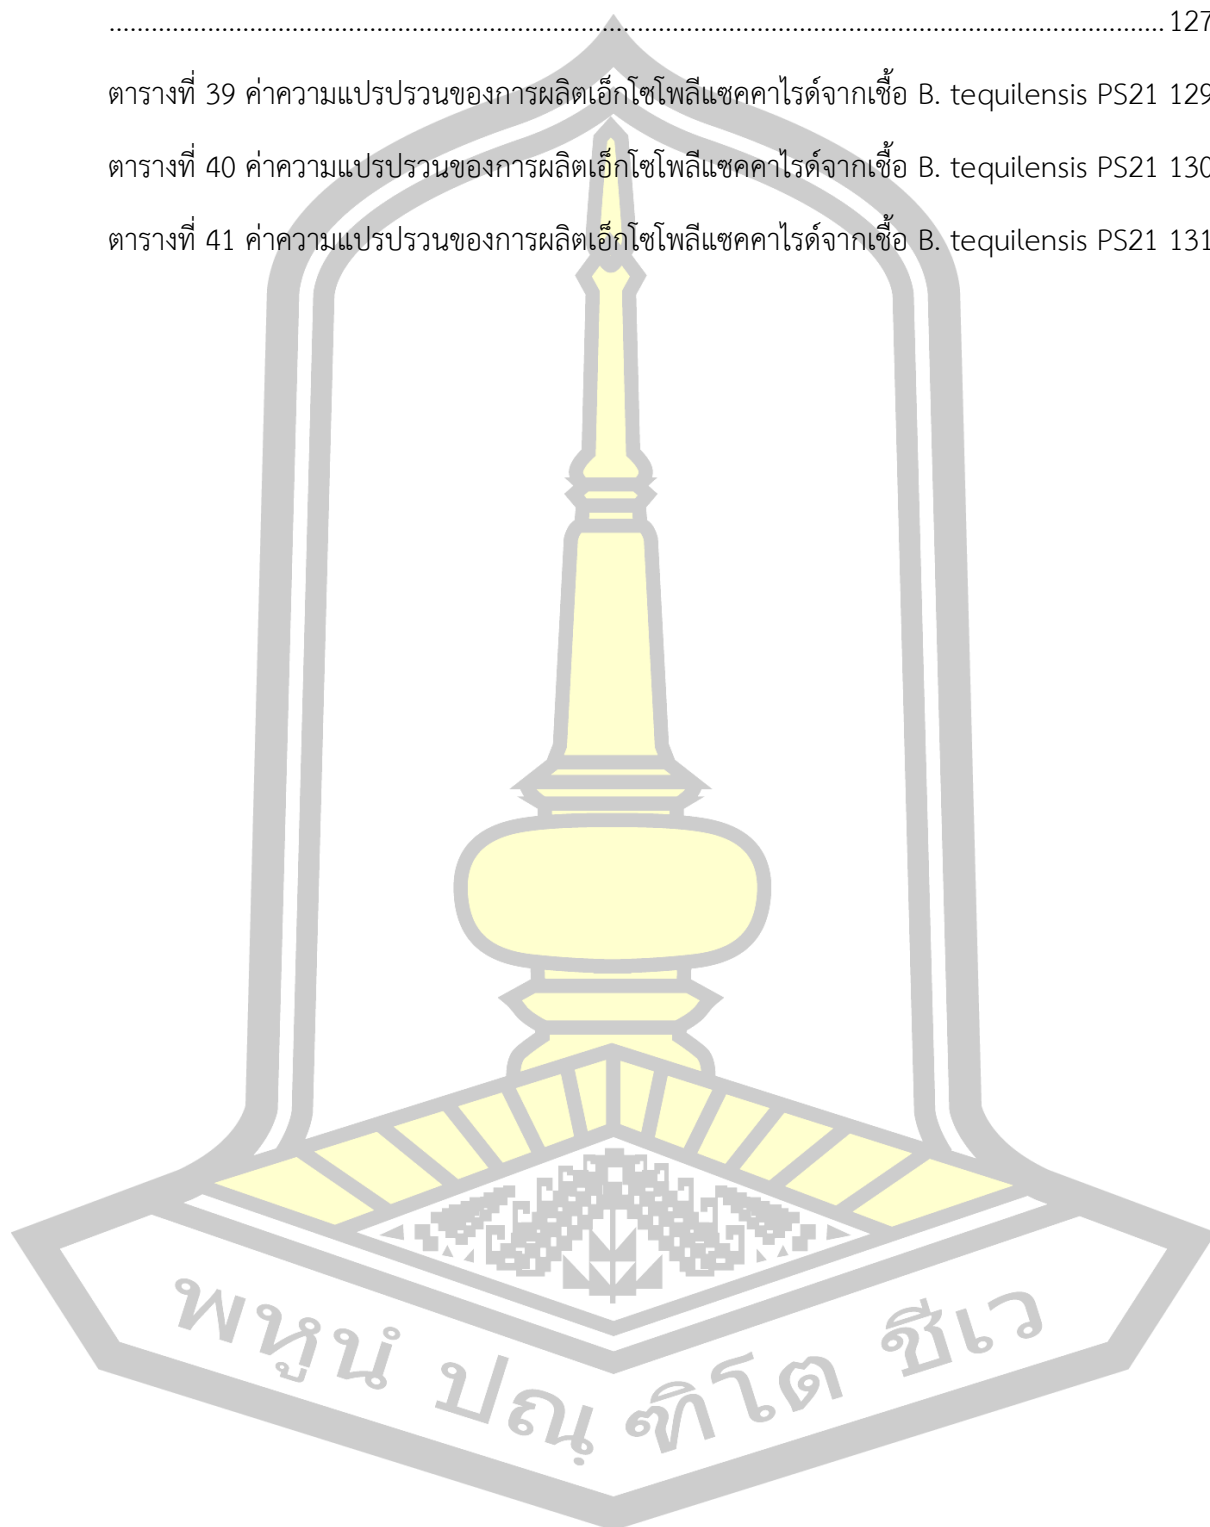 ........................................................................................................................................................ 127
ตารางที่ 39 ค่าความแปรปรวนของการผลิตเอ็กโซโพลีแซคคาไรด์จากเชื้อ B. tequilensis PS21 129
ตารางที่ 40 ค่าความแปรปรวนของการผลิตเอ็กโซโพลีแซคคาไรด์จากเชื้อ B. tequilensis PS21 130
ตารางที่ 41 ค่าความแปรปรวนของการผลิตเอ็กโซโพลีแซคคาไรด์จากเชื้อ B. tequilensis PS21 131
พหูนํ ปณฺฑิโต ชีเว